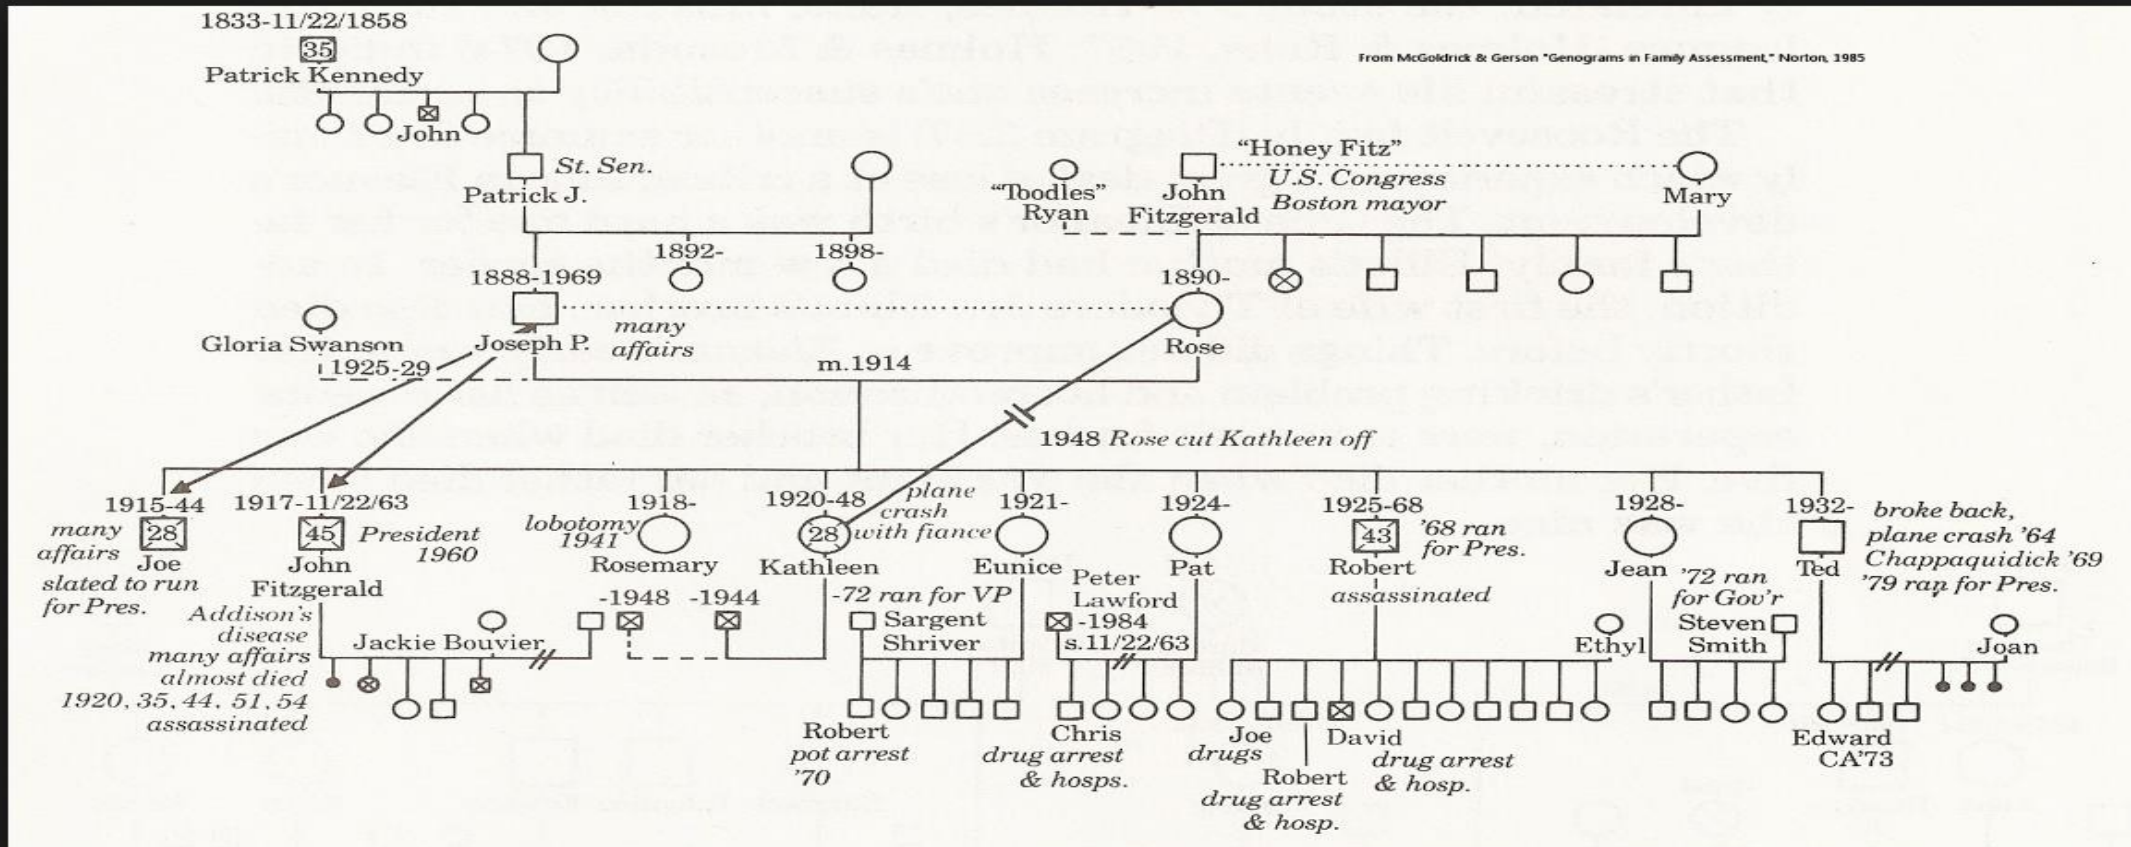 1833-11/22/1858
35
Patrick Kennedy
From McGoldrick & Gerson "Genograms in Family Assessment," Norton, 1985
John
St. Sen.
Patrick J.
"Toodles"
Ryan
John
Fitzgerald
"Honey Fitz"
U.S. Congress
Boston mayor
Mary
1892-
1898-
1888-1969
1890-
Gloria Swanson
1925-29
Joseph P.
many
affairs
m.1914
Rose
1948 Rose cut Kathleen off
1915-44
many
affairs
28
Joe
slated to run
for Pres.
1917-11/22/63
45
President
1960
John
Fitzgerald
Addison's
disease
many affairs
almost died
1920, 35, 44, 51, 54
assassinated
Jackie Bouvier
1918-
lobotomy
1941
Rosemary
1920-48
28
plane
crash
with fiance
Kathleen
-1948
-1944
1921-
Eunice
-72 ran for VP
Sargent
Shriver
1924-
Pat
Peter
Lawford
-1984
s.11/22/63
1925-68
43
'68 ran
for Pres.
Robert
assassinated
Ethyl
1928-
Jean
'72 ran
for Gov'r
Steven
Smith
1932-
Ted
broke back,
plane crash '64
Chappaquidick '69
'79 ran for Pres.
Joan
Robert
pot arrest
'70
Chris
drug arrest
& hosps.
Joe
drugs
Robert
drug arrest
& hosp.
David
drug arrest
& hosp.
Edward
CA'73